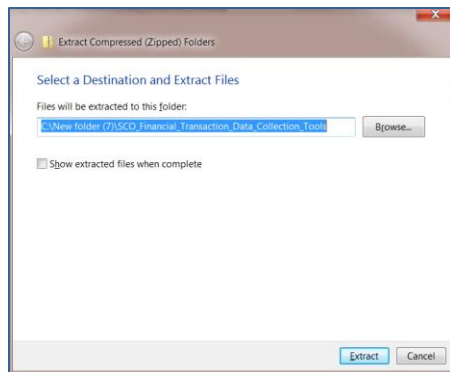 Extract Compressed (Zipped) Folders
Select a Destination and Extract Files
Files will be extracted to this folder:
C:\New folder (7)\SCO_Financial_Transaction_Data_Collection_Tools
Browse...
Show extracted files when complete
Extract
Cancel